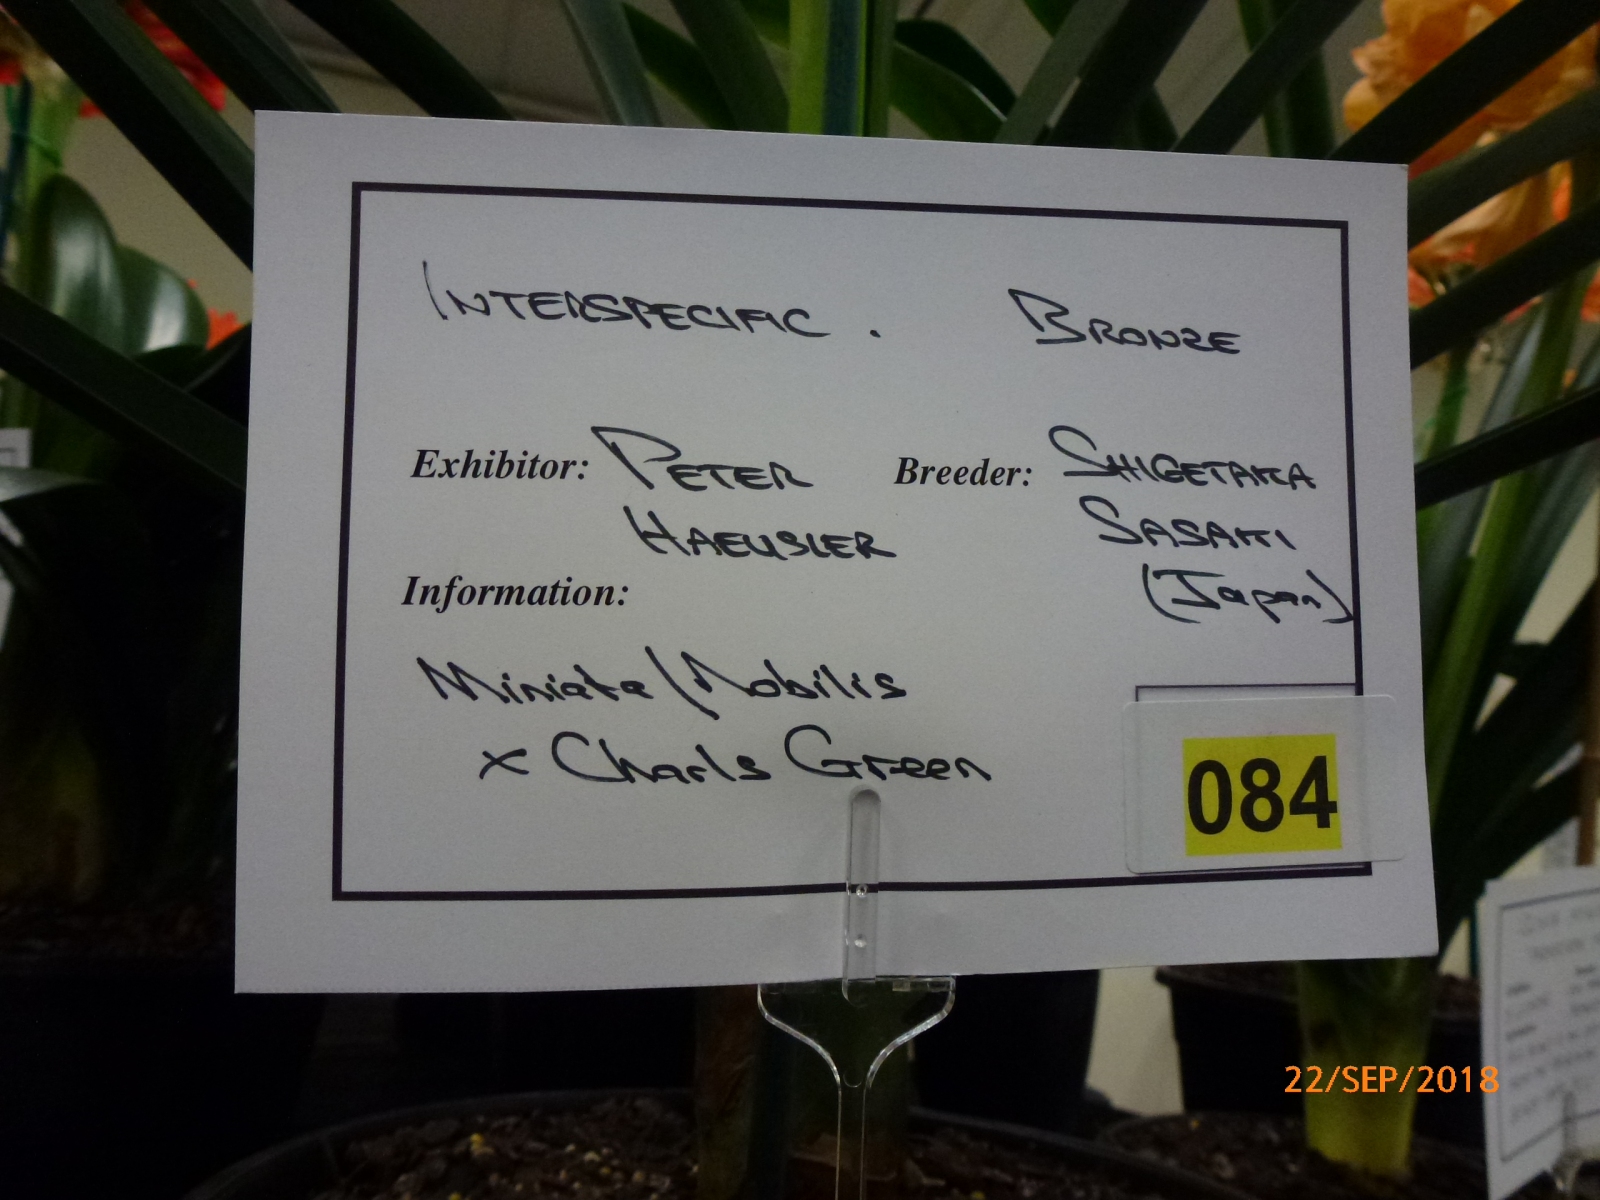 INTERSPECIFIC. BRONZE
Exhibitor: PETER Breeder: SHIGETAKA
HAEUSLER SASAKI
(Japan)
Information:
Miniata/Nobilis
x Charls Green
084
22/SEP/2018